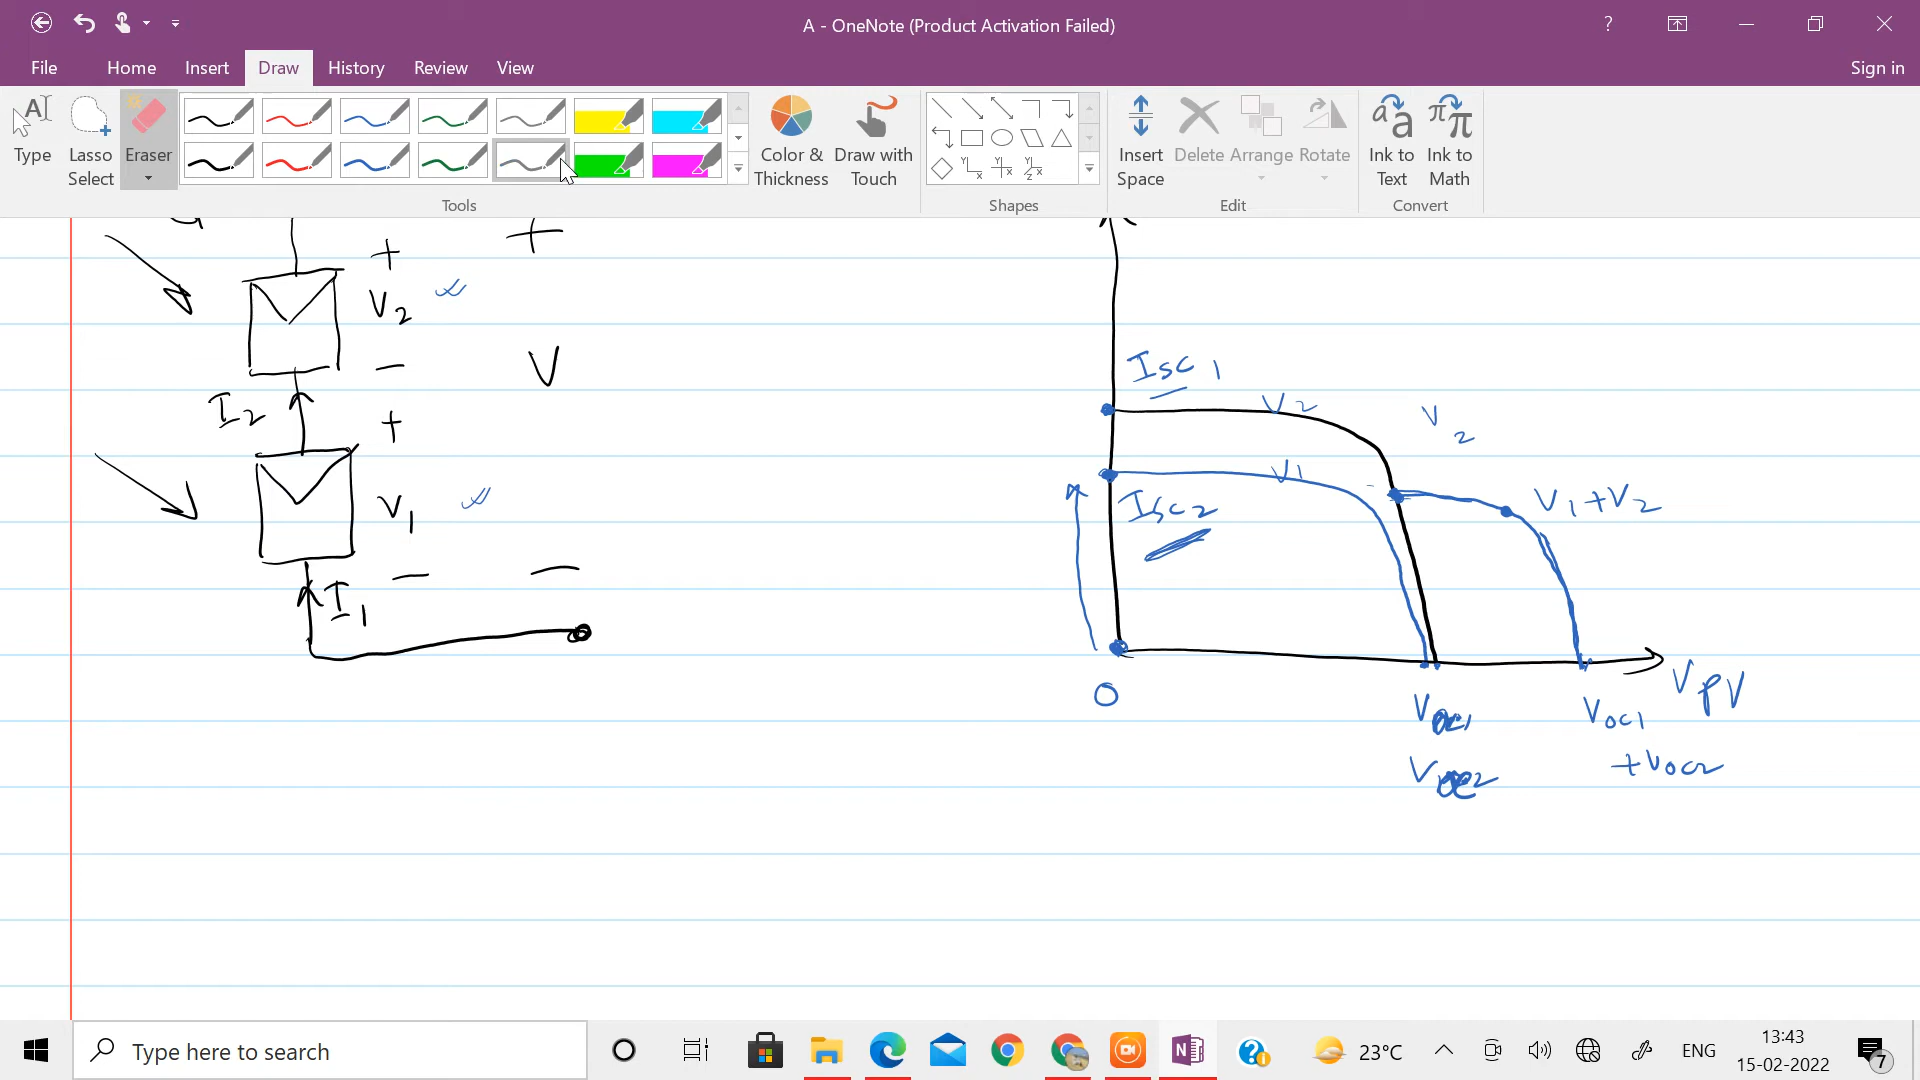 A - OneNote (Product Activation Failed)
?
File Home Insert Draw History Review View
Sign in
Type
Lasso Select
Eraser
Color & Thickness
Draw with Touch
Insert Space
Delete
Arrange
Rotate
Ink to Text
Ink to Math
Tools
Shapes
Edit
Convert
+
+
V2
V
-
I2
+
V1
-
-
I1
Isc1
V2
V2
V1
Isc2
V1+V2
0
VPV
Voc1
Voc1
+Voc2
Type here to search
23°C
ENG
13:43
15-02-2022
7